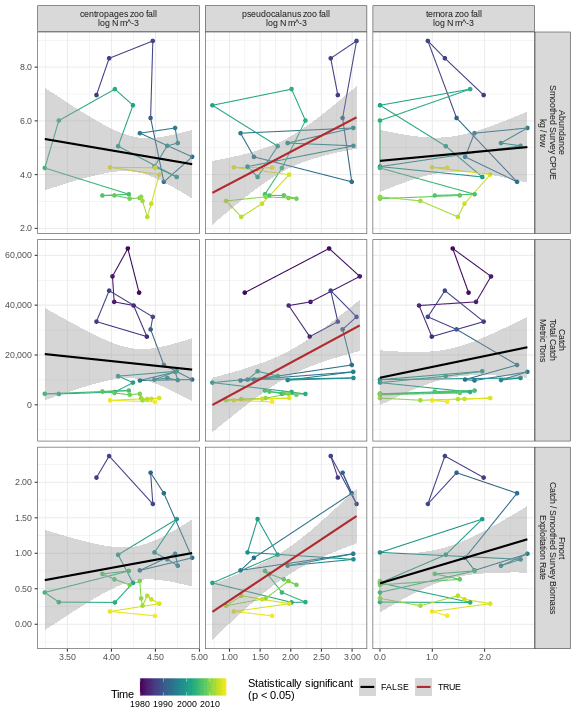 centropages zoo fall
log N m^-3
pseudocalanus zoo fall
log N m^-3
temora zoo fall
log N m^-3
8.0
6.0
4.0
2.0
Abundance
Smoothed Survey CPUE
kg / tow
60,000
40,000
20,000
0
Catch
Total Catch
Metric Tons
2.00
1.50
1.00
0.50
0.00
Fmort
Catch / Smoothed Survey Biomass
Exploitation Rate
3.50 4.00 4.50 5.00
1.00 1.50 2.00 2.50 3.00
0.0 1.0 2.0
Time
1980 1990 2000 2010
Statistically significant
(p < 0.05)
FALSE
TRUE